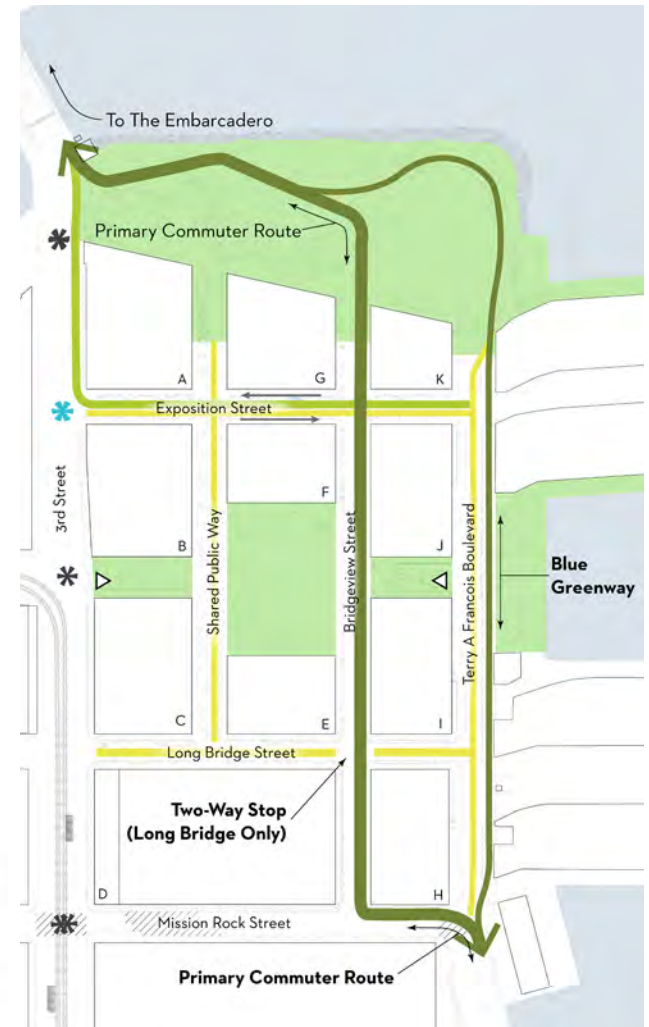 To The Embarcadero
Primary Commuter Route
A
G
K
Exposition Street
3rd Street
F
B
Shared Public Way
Bridgeview Street
J
Terry A Francois Boulevard
Blue
Greenway
C
E
I
Long Bridge Street
Two-Way Stop
(Long Bridge Only)
D
H
Mission Rock Street
Primary Commuter Route